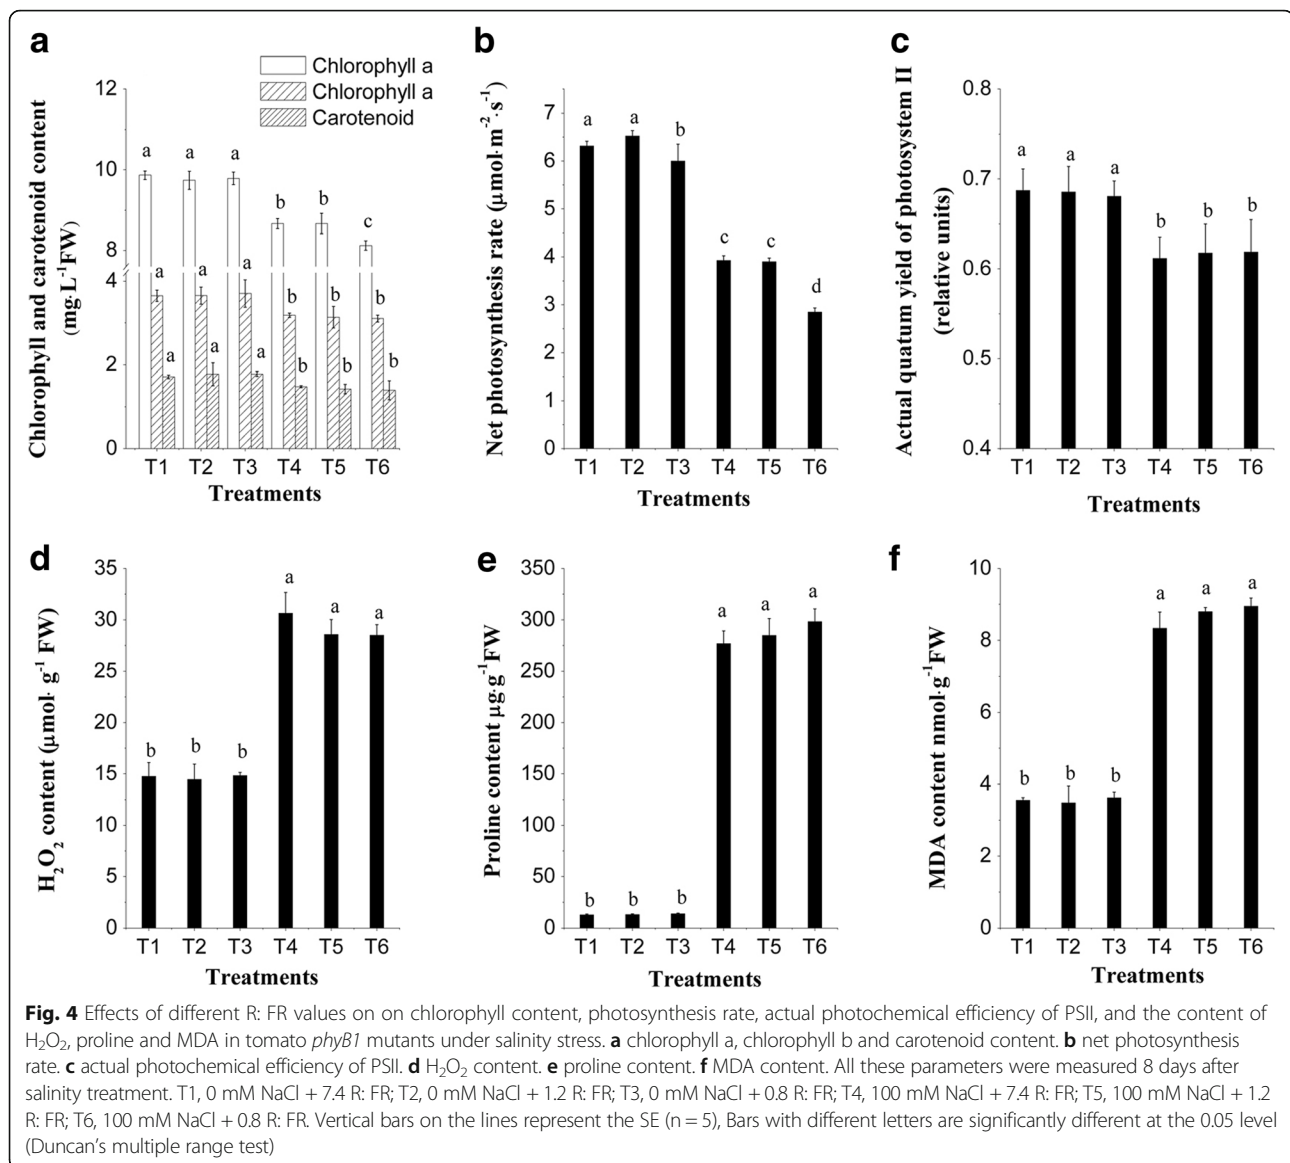 a
Chlorophyll a
Chlorophyll a
Carotenoid
Chlorophyll and carotenoid content
(mg·L⁻¹FW)
12
10
8
4
2
0
a a a b b c
a a a b b b
a a a b b b
T1 T2 T3 T4 T5 T6
Treatments
b
Net photosynthesis rate (μmol·m⁻²·s⁻¹)
7
6
5
4
3
2
1
0
a a b c c d
T1 T2 T3 T4 T5 T6
Treatments
c
Actual quatum yield of photosystem II
(relative units)
0.8
0.7
0.6
0.5
0.4
a a a b b b
T1 T2 T3 T4 T5 T6
Treatments
d
H₂O₂ content (μmol· g⁻¹ FW)
35
30
25
20
15
10
5
0
b b b a a a
T1 T2 T3 T4 T5 T6
Treatments
e
Proline content μg·g⁻¹FW
350
300
250
200
150
100
50
0
b b b a a a
T1 T2 T3 T4 T5 T6
Treatments
f
MDA content nmol·g⁻¹FW
10
8
6
4
2
0
b b b a a a
T1 T2 T3 T4 T5 T6
Treatments
Fig. 4 Effects of different R: FR values on on chlorophyll content, photosynthesis rate, actual photochemical efficiency of PSII, and the content of
H₂O₂, proline and MDA in tomato phyB1 mutants under salinity stress. a chlorophyll a, chlorophyll b and carotenoid content. b net photosynthesis
rate. c actual photochemical efficiency of PSII. d H₂O₂ content. e proline content. f MDA content. All these parameters were measured 8 days after
salinity treatment. T1, 0 mM NaCl + 7.4 R: FR; T2, 0 mM NaCl + 1.2 R: FR; T3, 0 mM NaCl + 0.8 R: FR; T4, 100 mM NaCl + 7.4 R: FR; T5, 100 mM NaCl + 1.2
R: FR; T6, 100 mM NaCl + 0.8 R: FR. Vertical bars on the lines represent the SE (n = 5), Bars with different letters are significantly different at the 0.05 level
(Duncan's multiple range test)